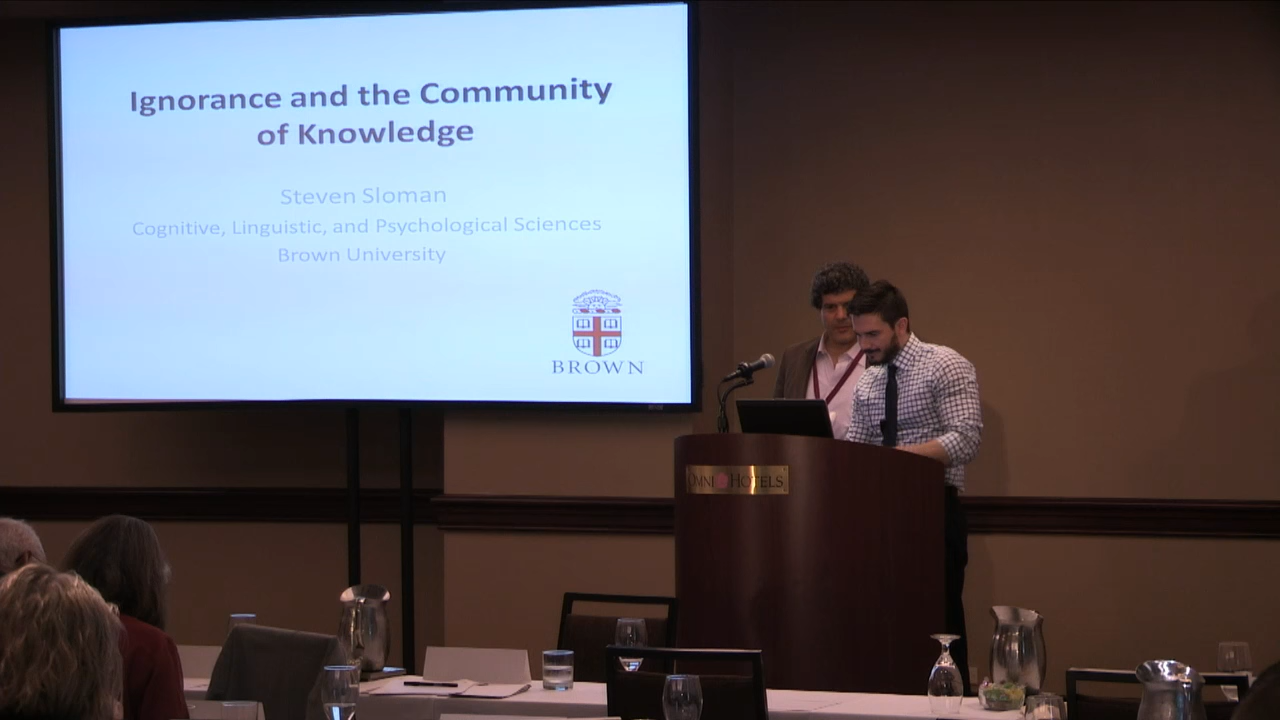 Ignorance and the Community
of Knowledge
Steven Sloman
Cognitive, Linguistic, and Psychological Sciences
Brown University
BROWN
OMNI HOTELS